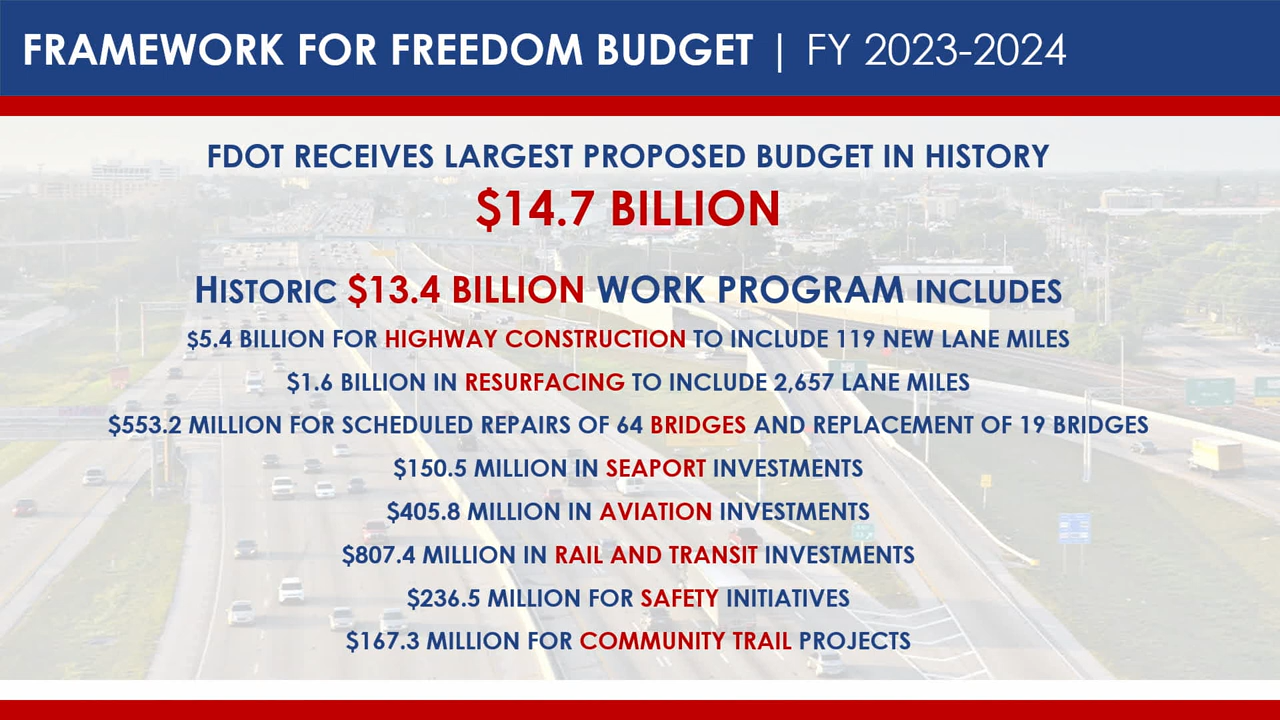 FRAMEWORK FOR FREEDOM BUDGET | FY 2023-2024
FDOT RECEIVES LARGEST PROPOSED BUDGET IN HISTORY
$14.7 BILLION
HISTORIC $13.4 BILLION WORK PROGRAM INCLUDES
$5.4 BILLION FOR HIGHWAY CONSTRUCTION TO INCLUDE 119 NEW LANE MILES
$1.6 BILLION IN RESURFACING TO INCLUDE 2,657 LANE MILES
$553.2 MILLION FOR SCHEDULED REPAIRS OF 64 BRIDGES AND REPLACEMENT OF 19 BRIDGES
$150.5 MILLION IN SEAPORT INVESTMENTS
$405.8 MILLION IN AVIATION INVESTMENTS
$807.4 MILLION IN RAIL AND TRANSIT INVESTMENTS
$236.5 MILLION FOR SAFETY INITIATIVES
$167.3 MILLION FOR COMMUNITY TRAIL PROJECTS